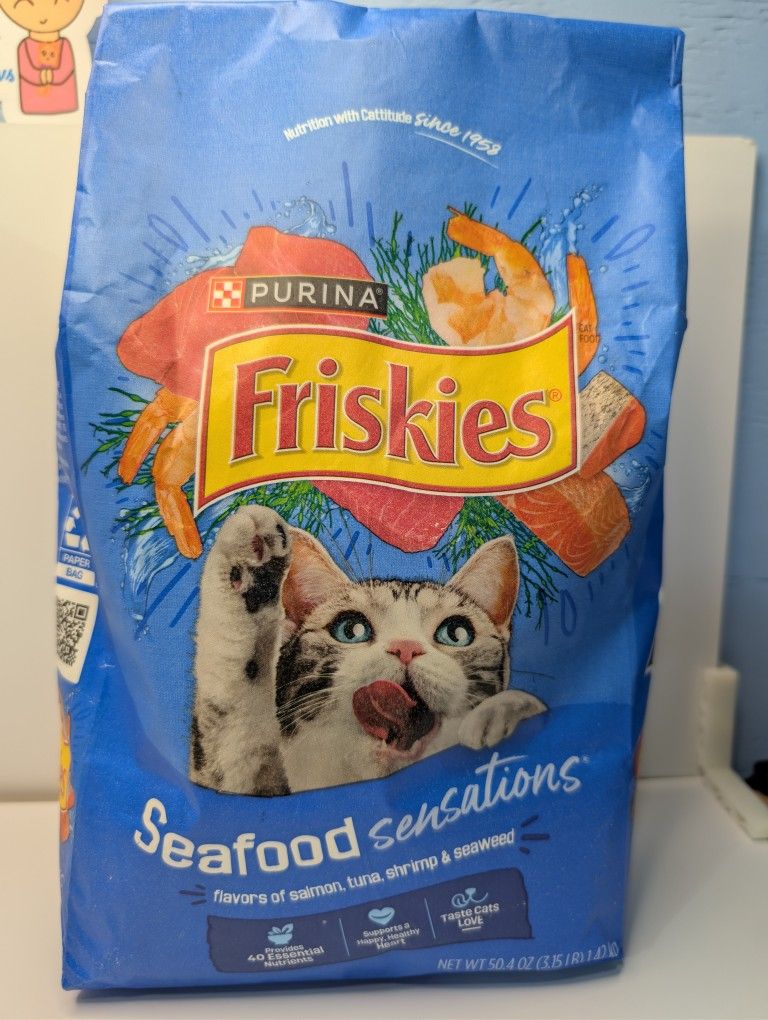 Nutrition with Cattitude since 1958
PURINA®
CAT
FOOD
Friskies®
PAPER
BAG
Seafood sensations®
flavors of salmon, tuna, shrimp & seaweed
Provides
40 Essential
Nutrients
Supports a
Happy, Healthy
Heart
Taste Cats
LOVE
NET WT 50.4 OZ (3.15 LB) 1.42 KG